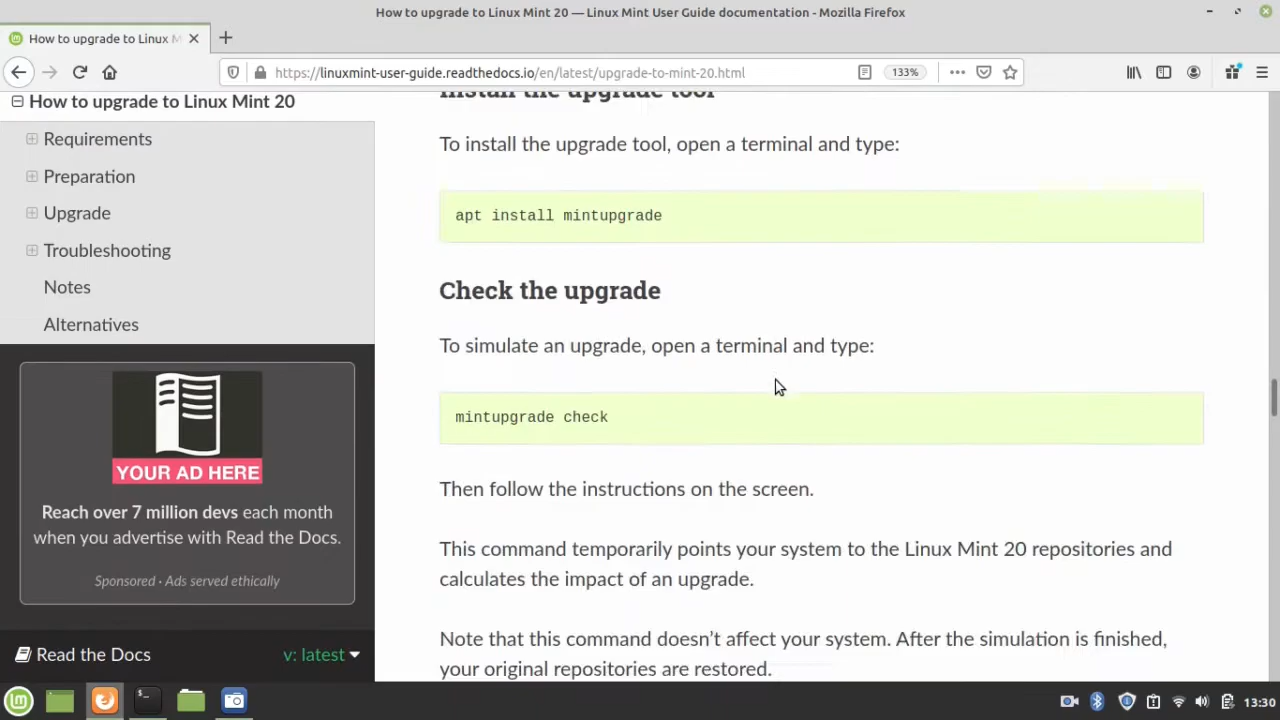 How to upgrade to Linux Mint 20 — Linux Mint User Guide documentation - Mozilla Firefox
How to upgrade to Linux M
https://linuxmint-user-guide.readthedocs.io/en/latest/upgrade-to-mint-20.html
133%
How to upgrade to Linux Mint 20
Requirements
Preparation
Upgrade
Troubleshooting
Notes
Alternatives
YOUR AD HERE
Reach over 7 million devs each month
when you advertise with Read the Docs.
Sponsored · Ads served ethically
Read the Docs
v: latest
Install the upgrade tool
To install the upgrade tool, open a terminal and type:
apt install mintupgrade
Check the upgrade
To simulate an upgrade, open a terminal and type:
mintupgrade check
Then follow the instructions on the screen.
This command temporarily points your system to the Linux Mint 20 repositories and
calculates the impact of an upgrade.
Note that this command doesn’t affect your system. After the simulation is finished,
your original repositories are restored.
13:30